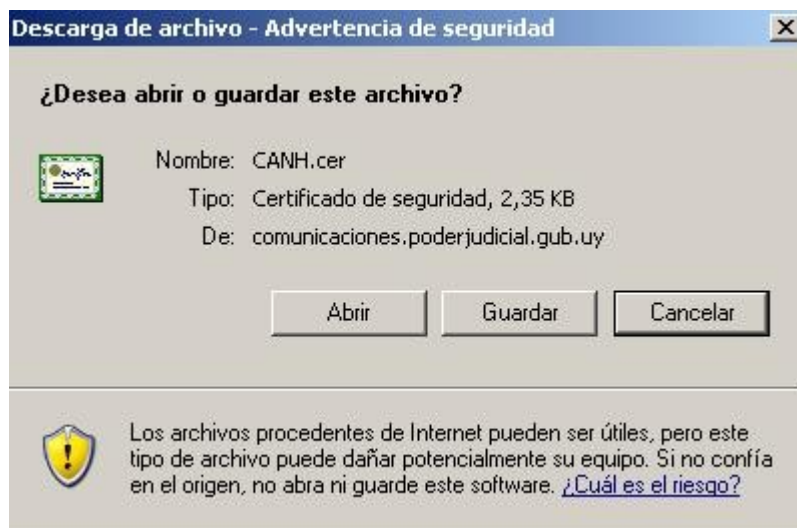 Descarga de archivo - Advertencia de seguridad
¿Desea abrir o guardar este archivo?
Nombre: CANH.cer
Tipo: Certificado de seguridad, 2,35 KB
De: comunicaciones.poderjudicial.gub.uy
Abrir Guardar Cancelar
Los archivos procedentes de Internet pueden ser útiles, pero este
tipo de archivo puede dañar potencialmente su equipo. Si no confía
en el origen, no abra ni guarde este software. ¿Cuál es el riesgo?